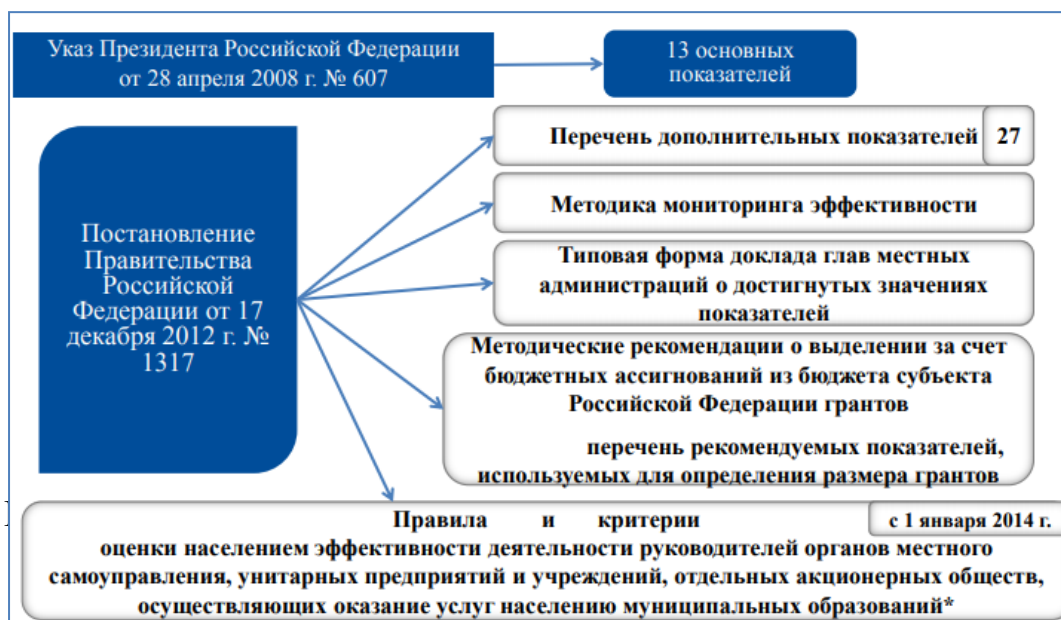 Указ Президента Российской Федерации
от 28 апреля 2008 г. № 607
13 основных
показателей
Постановление
Правительства
Российской
Федерации от 17
декабря 2012 г. №
1317
Перечень дополнительных показателей
27
Методика мониторинга эффективности
Типовая форма доклада глав местных
администраций о достигнутых значениях
показателей
Методические рекомендации о выделении за счет
бюджетных ассигнований из бюджета субъекта
Российской Федерации грантов
перечень рекомендуемых показателей,
используемых для определения размера грантов
Правила и критерии
с 1 января 2014 г.
оценки населением эффективности деятельности руководителей органов местного
самоуправления, унитарных предприятий и учреждений, отдельных акционерных обществ,
осуществляющих оказание услуг населению муниципальных образований*